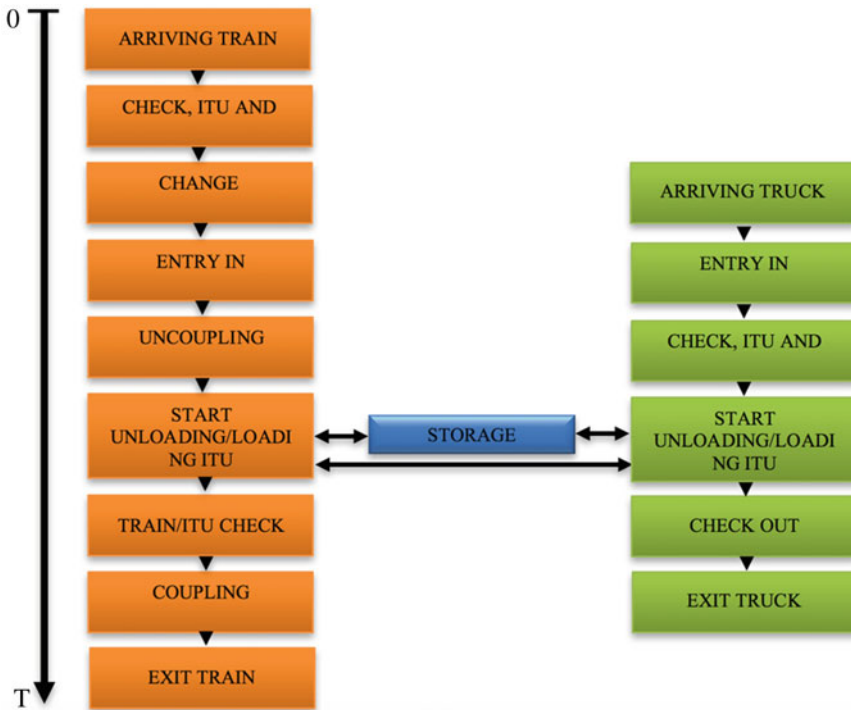 0
ARRIVING TRAIN
CHECK, ITU AND
CHANGE
ENTRY IN
UNCOUPLING
START
UNLOADING/LOADI
NG ITU
TRAIN/ITU CHECK
COUPLING
EXIT TRAIN
T
STORAGE
ARRIVING TRUCK
ENTRY IN
CHECK, ITU AND
START
UNLOADING/LOADI
NG ITU
CHECK OUT
EXIT TRUCK